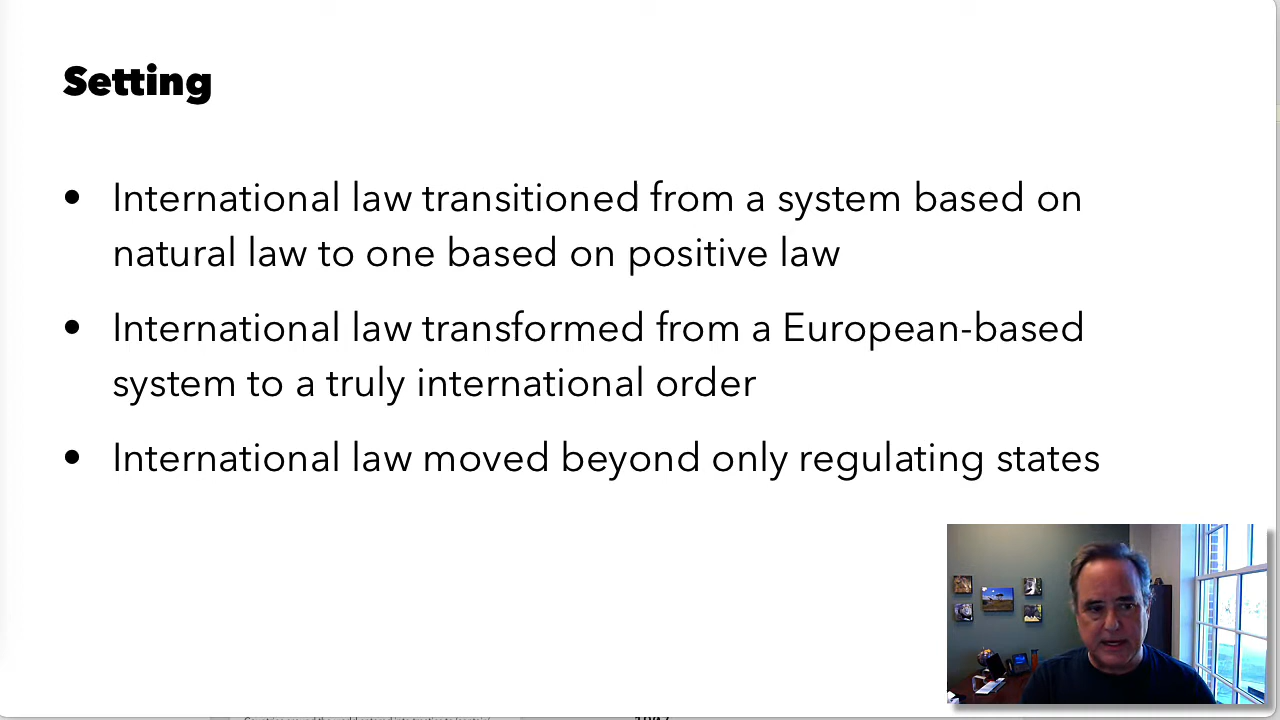 Setting
• International law transitioned from a system based on
natural law to one based on positive law
• International law transformed from a European-based
system to a truly international order
• International law moved beyond only regulating states